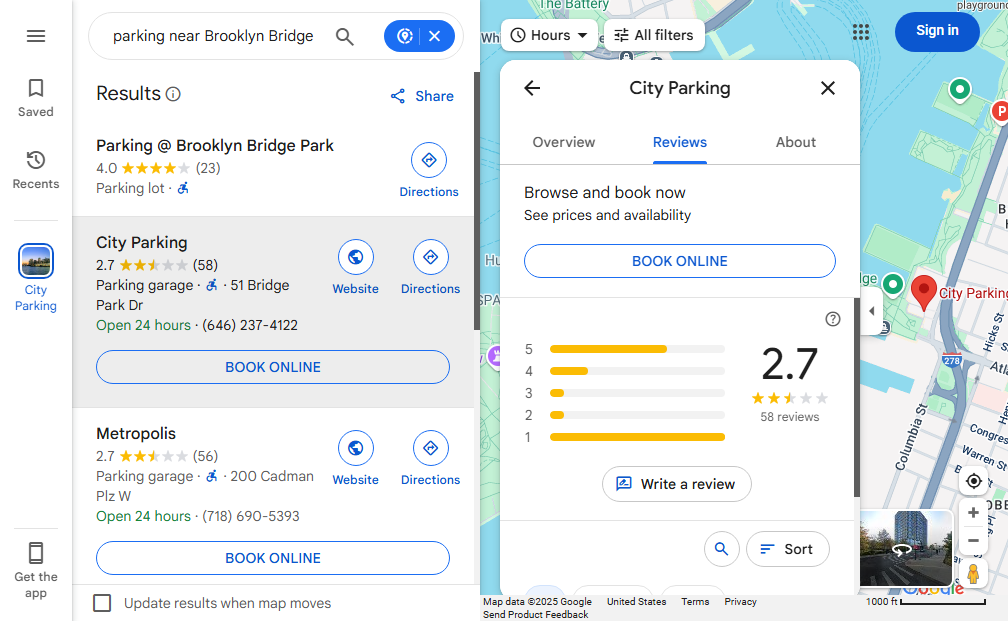 parking near Brooklyn Bridge
Saved
Recents
City
Parking
Get the
app
Results
Share
Parking @ Brooklyn Bridge Park
4.0 (23)
Parking lot ·
Directions
City Parking
2.7 (58)
Parking garage · · 51 Bridge
Park Dr
Open 24 hours · (646) 237-4122
Website
Directions
BOOK ONLINE
Metropolis
2.7 (56)
Parking garage · · 200 Cadman
Plz W
Open 24 hours · (718) 690-5393
Website
Directions
BOOK ONLINE
Update results when map moves
The Battery
Hours
All filters
Sign in
playground
City Parking
Overview
Reviews
About
Browse and book now
See prices and availability
BOOK ONLINE
5
4
3
2
1
2.7
58 reviews
Write a review
Sort
P
City Parking
Hicks St
278
Columbia St
Congress
Warren St
Google
Map data ©2025 Google
United States
Terms
Privacy
1000 ft
Send Product Feedback